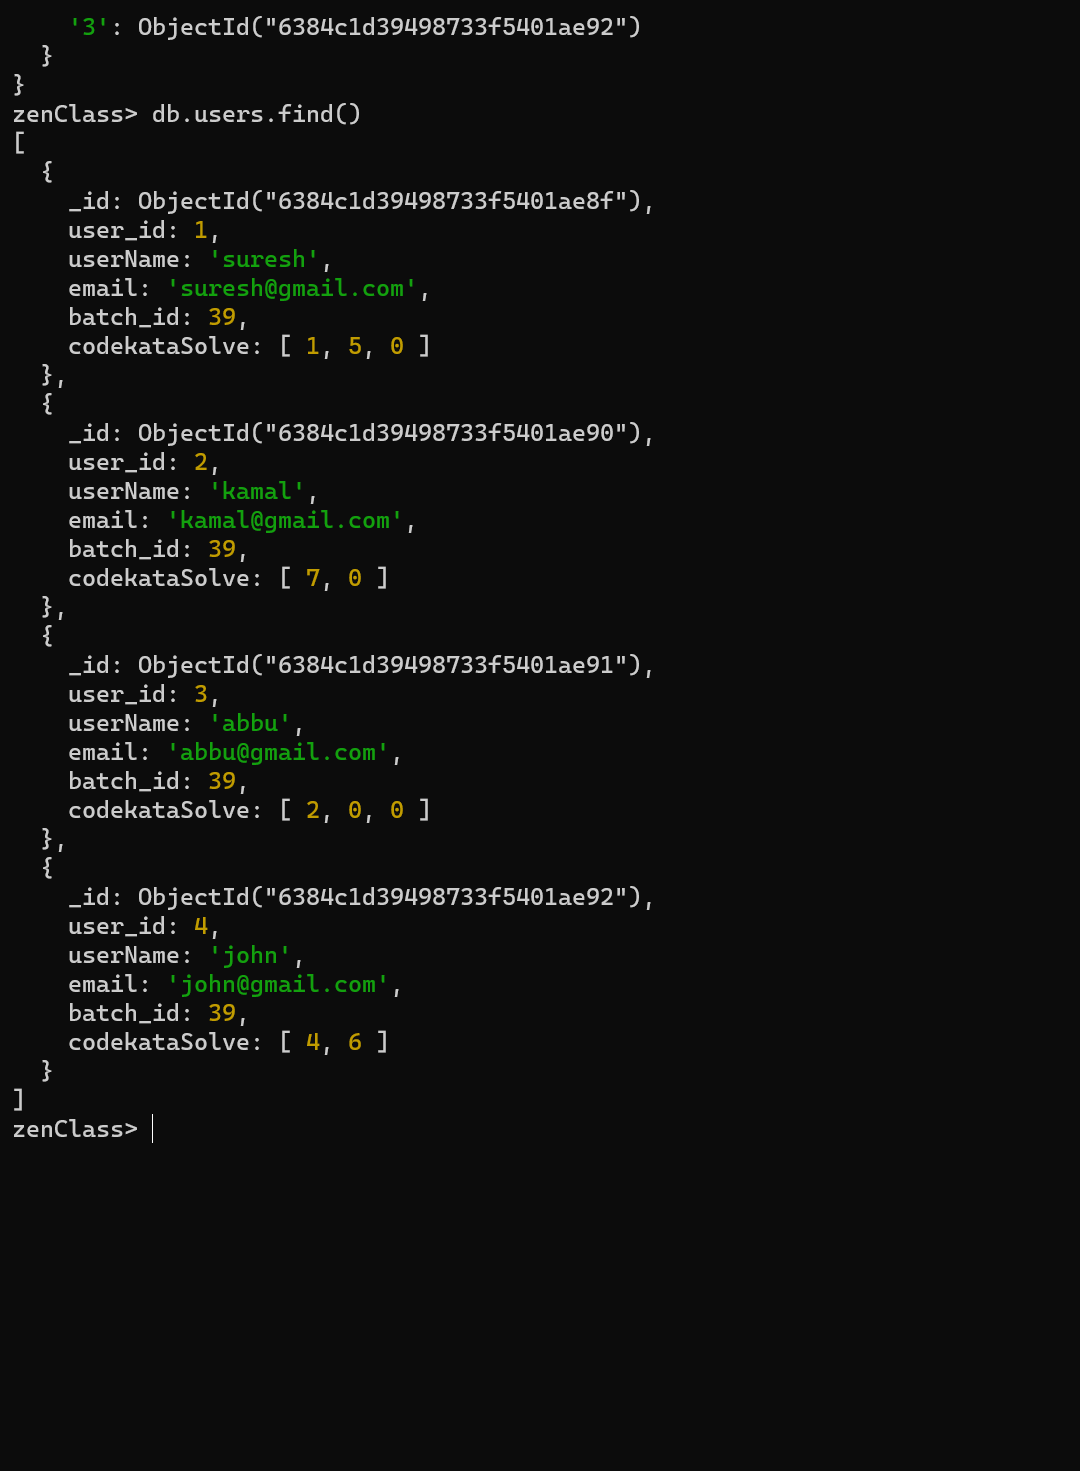 '3': ObjectId("6384c1d39498733f5401ae92")
  }
}
zenClass> db.users.find()
[
  {
    _id: ObjectId("6384c1d39498733f5401ae8f"),
    user_id: 1,
    userName: 'suresh',
    email: 'suresh@gmail.com',
    batch_id: 39,
    codekataSolve: [ 1, 5, 0 ]
  },
  {
    _id: ObjectId("6384c1d39498733f5401ae90"),
    user_id: 2,
    userName: 'kamal',
    email: 'kamal@gmail.com',
    batch_id: 39,
    codekataSolve: [ 7, 0 ]
  },
  {
    _id: ObjectId("6384c1d39498733f5401ae91"),
    user_id: 3,
    userName: 'abbu',
    email: 'abbu@gmail.com',
    batch_id: 39,
    codekataSolve: [ 2, 0, 0 ]
  },
  {
    _id: ObjectId("6384c1d39498733f5401ae92"),
    user_id: 4,
    userName: 'john',
    email: 'john@gmail.com',
    batch_id: 39,
    codekataSolve: [ 4, 6 ]
  }
]
zenClass>